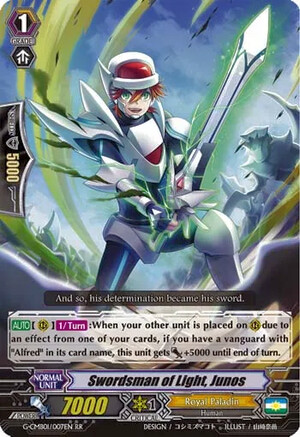 1
GRADE
5000
And so, his determination became his sword.
AUTO [ ] 1/Turn :When your other unit is placed on due to
an effect from one of your cards, if you have a vanguard with
"Alfred" in its card name, this unit gets +5000 until end of turn.
NORMAL
UNIT
Swordsman of Light, Junos
POWER
7000
1
CRITICAL
Royal Paladin
Human
G-CMB01/007EN RR
DESIGN / コシミズマコト
ILLUST / 山崎奈苗